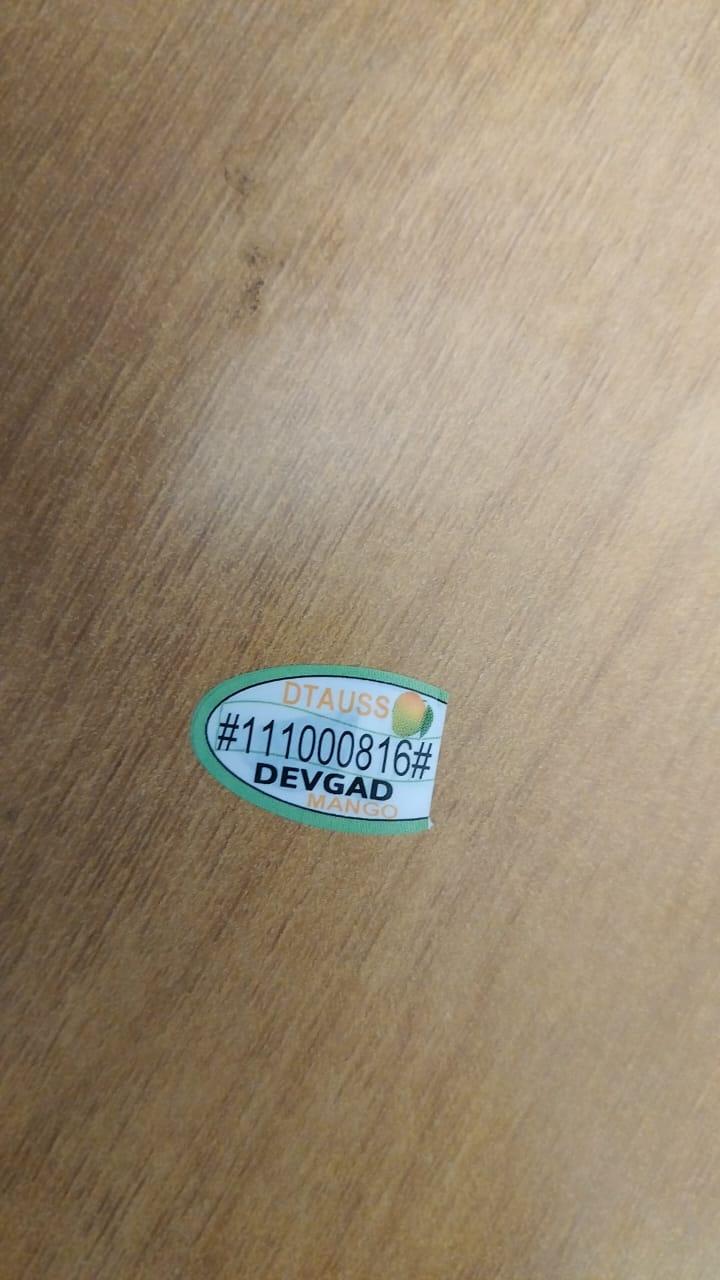 DTAUSS
#111000816#
DEVGAD
MANGO